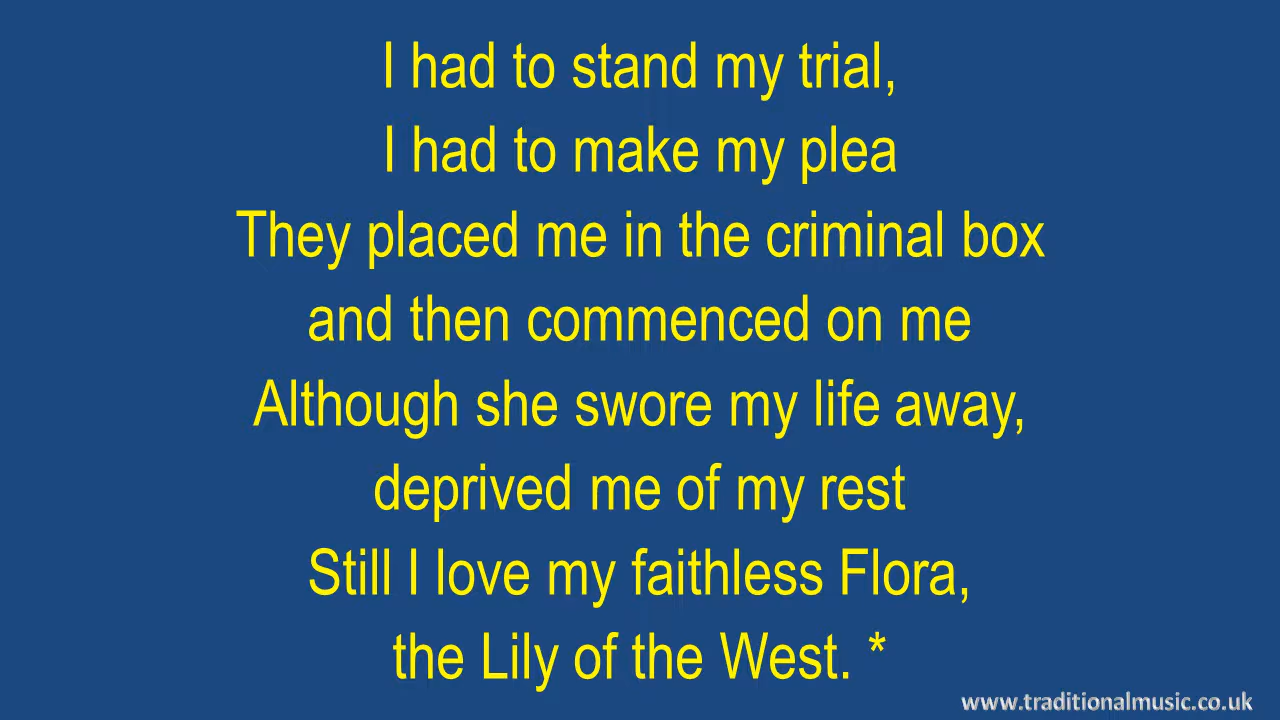 I had to stand my trial,
I had to make my plea
They placed me in the criminal box
and then commenced on me
Although she swore my life away,
deprived me of my rest
Still I love my faithless Flora,
the Lily of the West. *
www.traditionalmusic.co.uk